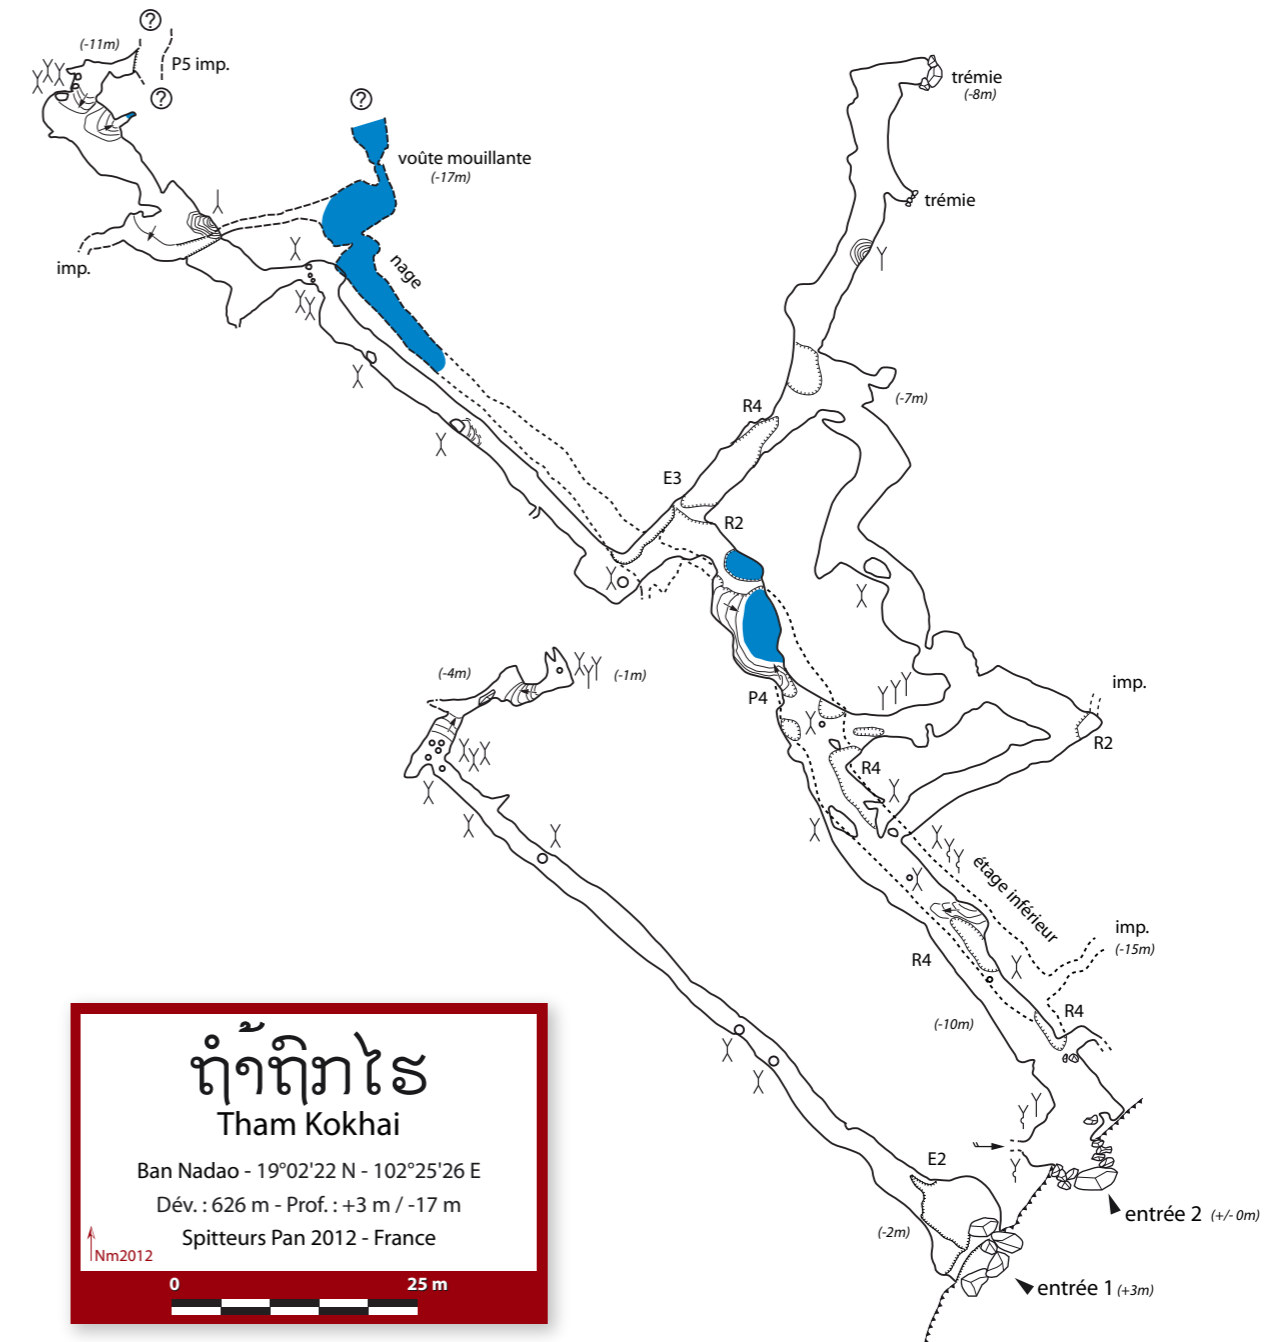 ?
(-11m)
P5 imp.
?
?
voûte mouillante
(-17m)
trémie
(-8m)
trémie
imp.
nage
(-7m)
R4
E3
R2
(-4m)
(-1m)
P4
imp.
R2
R4
étage inférieur
imp.
(-15m)
R4
R4
(-10m)
E2
(-2m)
entrée 2 (+/- 0m)
entrée 1 (+3m)
ຖ້ຳຖິກໄຮ
Tham Kokhai
Ban Nadao - 19°02'22 N - 102°25'26 E
Dév. : 626 m - Prof. : +3 m / -17 m
Spitteurs Pan 2012 - France
Nm2012
0 25 m